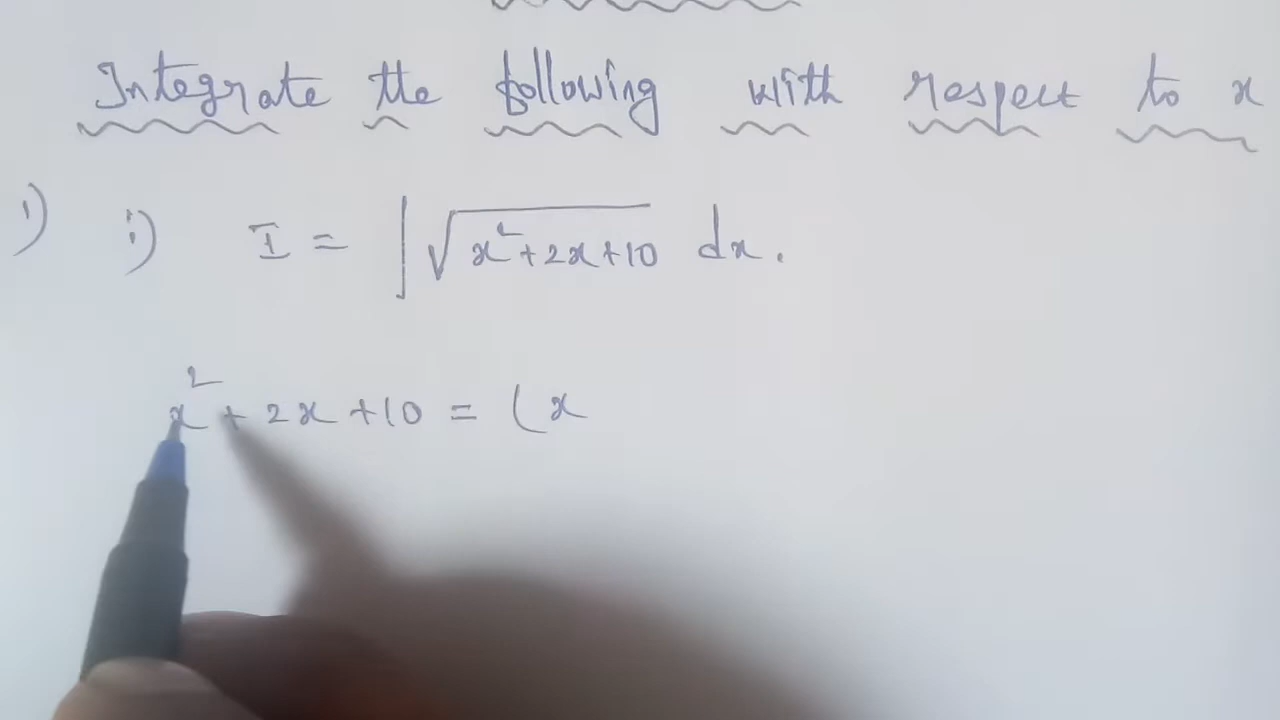 Integrate the following with respect to x
1) i) I = ∫√(x²+2x+10) dx.
x²+2x+10 = (x